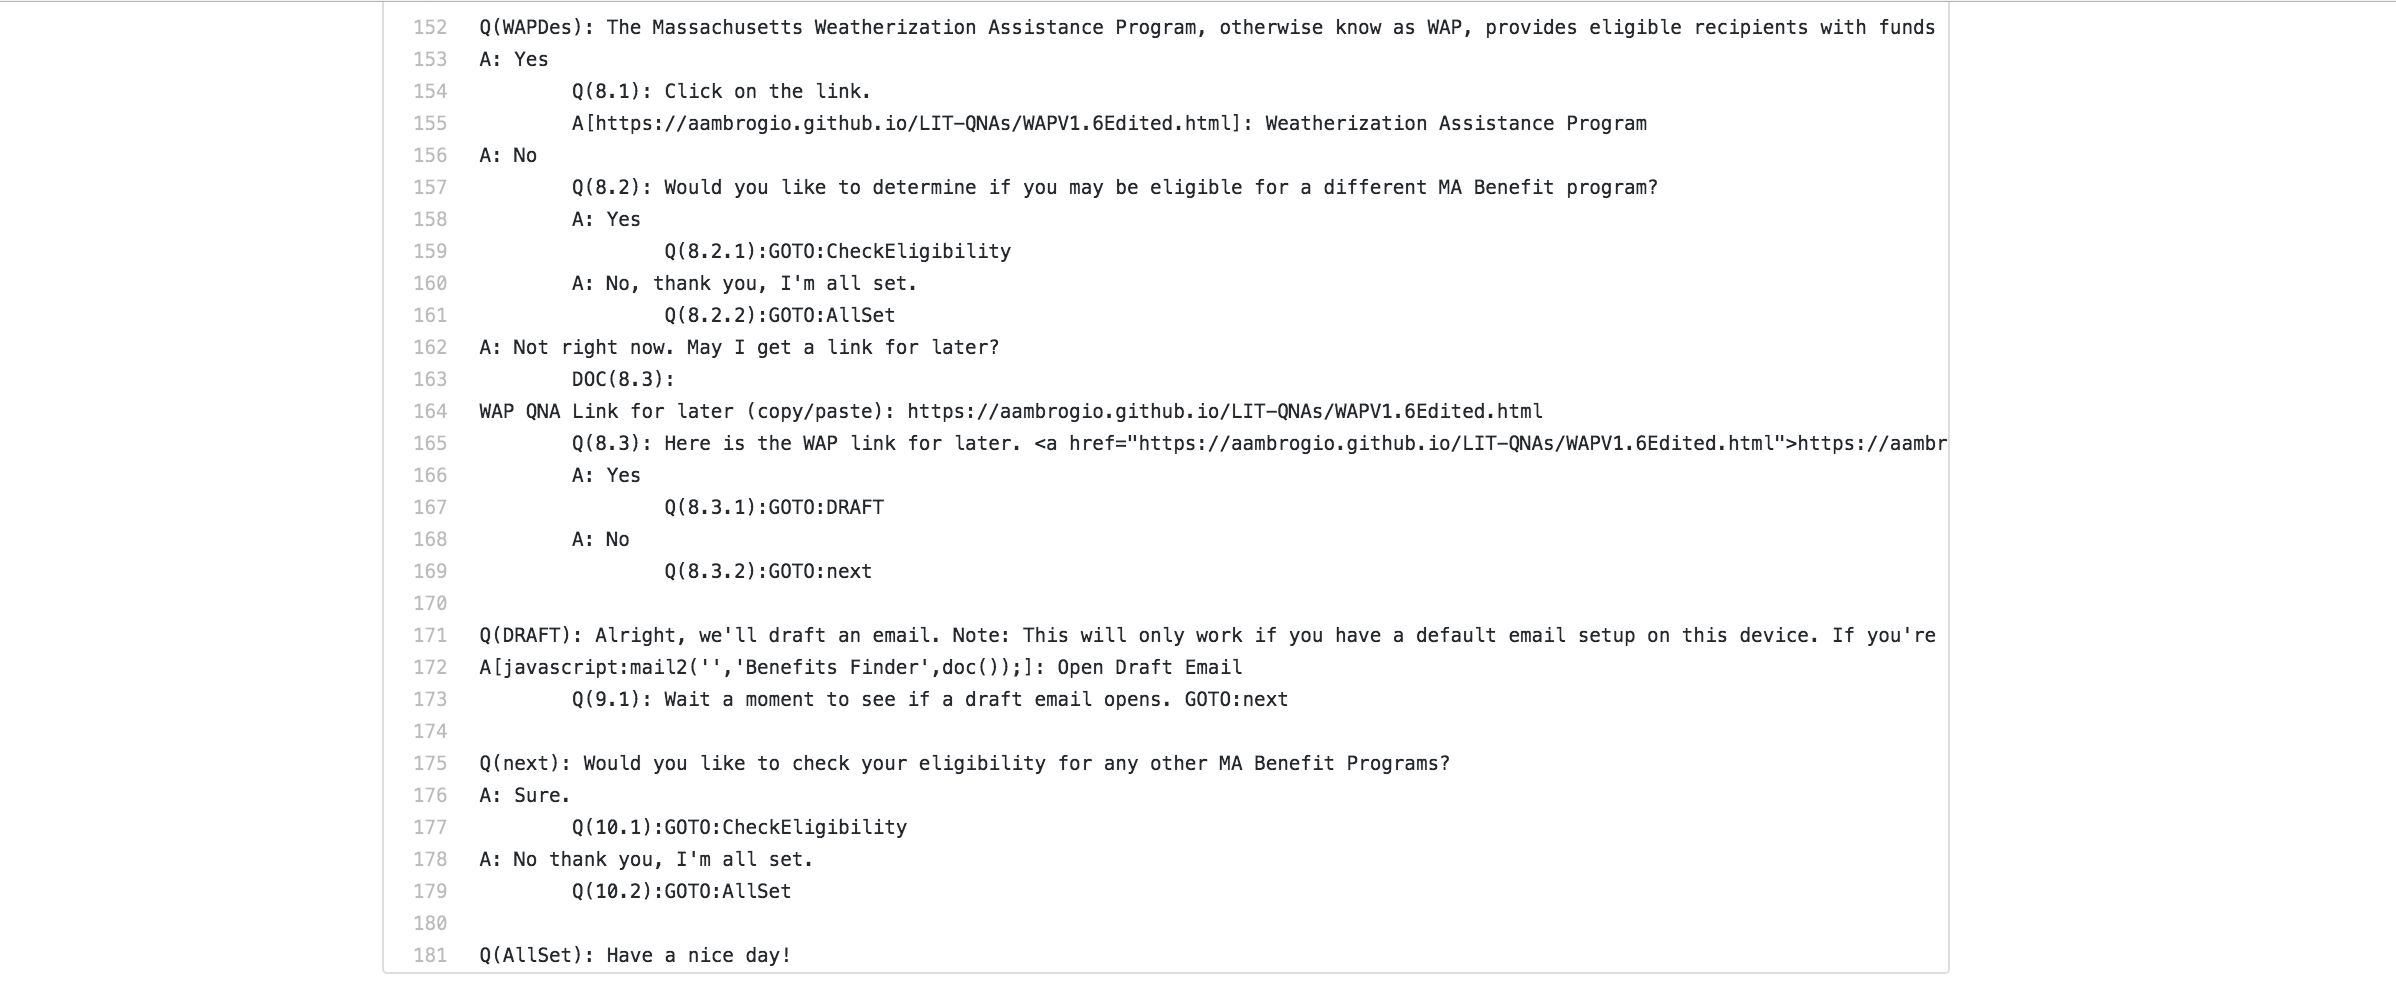 152 Q(WAPDes): The Massachusetts Weatherization Assistance Program, otherwise know as WAP, provides eligible recipients with funds
153 A: Yes
154 Q(8.1): Click on the link.
155 A[https://aambrogio.github.io/LIT-QNAs/WAPV1.6Edited.html]: Weatherization Assistance Program
156 A: No
157 Q(8.2): Would you like to determine if you may be eligible for a different MA Benefit program?
158 A: Yes
159 Q(8.2.1):GOTO:CheckEligibility
160 A: No, thank you, I'm all set.
161 Q(8.2.2):GOTO:AllSet
162 A: Not right now. May I get a link for later?
163 DOC(8.3):
164 WAP QNA Link for later (copy/paste): https://aambrogio.github.io/LIT-QNAs/WAPV1.6Edited.html
165 Q(8.3): Here is the WAP link for later. <a href="https://aambrogio.github.io/LIT-QNAs/WAPV1.6Edited.html">https://aambr
166 A: Yes
167 Q(8.3.1):GOTO:DRAFT
168 A: No
169 Q(8.3.2):GOTO:next
170
171 Q(DRAFT): Alright, we'll draft an email. Note: This will only work if you have a default email setup on this device. If you're
172 A[javascript:mail2('','Benefits Finder',doc());]: Open Draft Email
173 Q(9.1): Wait a moment to see if a draft email opens. GOTO:next
174
175 Q(next): Would you like to check your eligibility for any other MA Benefit Programs?
176 A: Sure.
177 Q(10.1):GOTO:CheckEligibility
178 A: No thank you, I'm all set.
179 Q(10.2):GOTO:AllSet
180
181 Q(AllSet): Have a nice day!